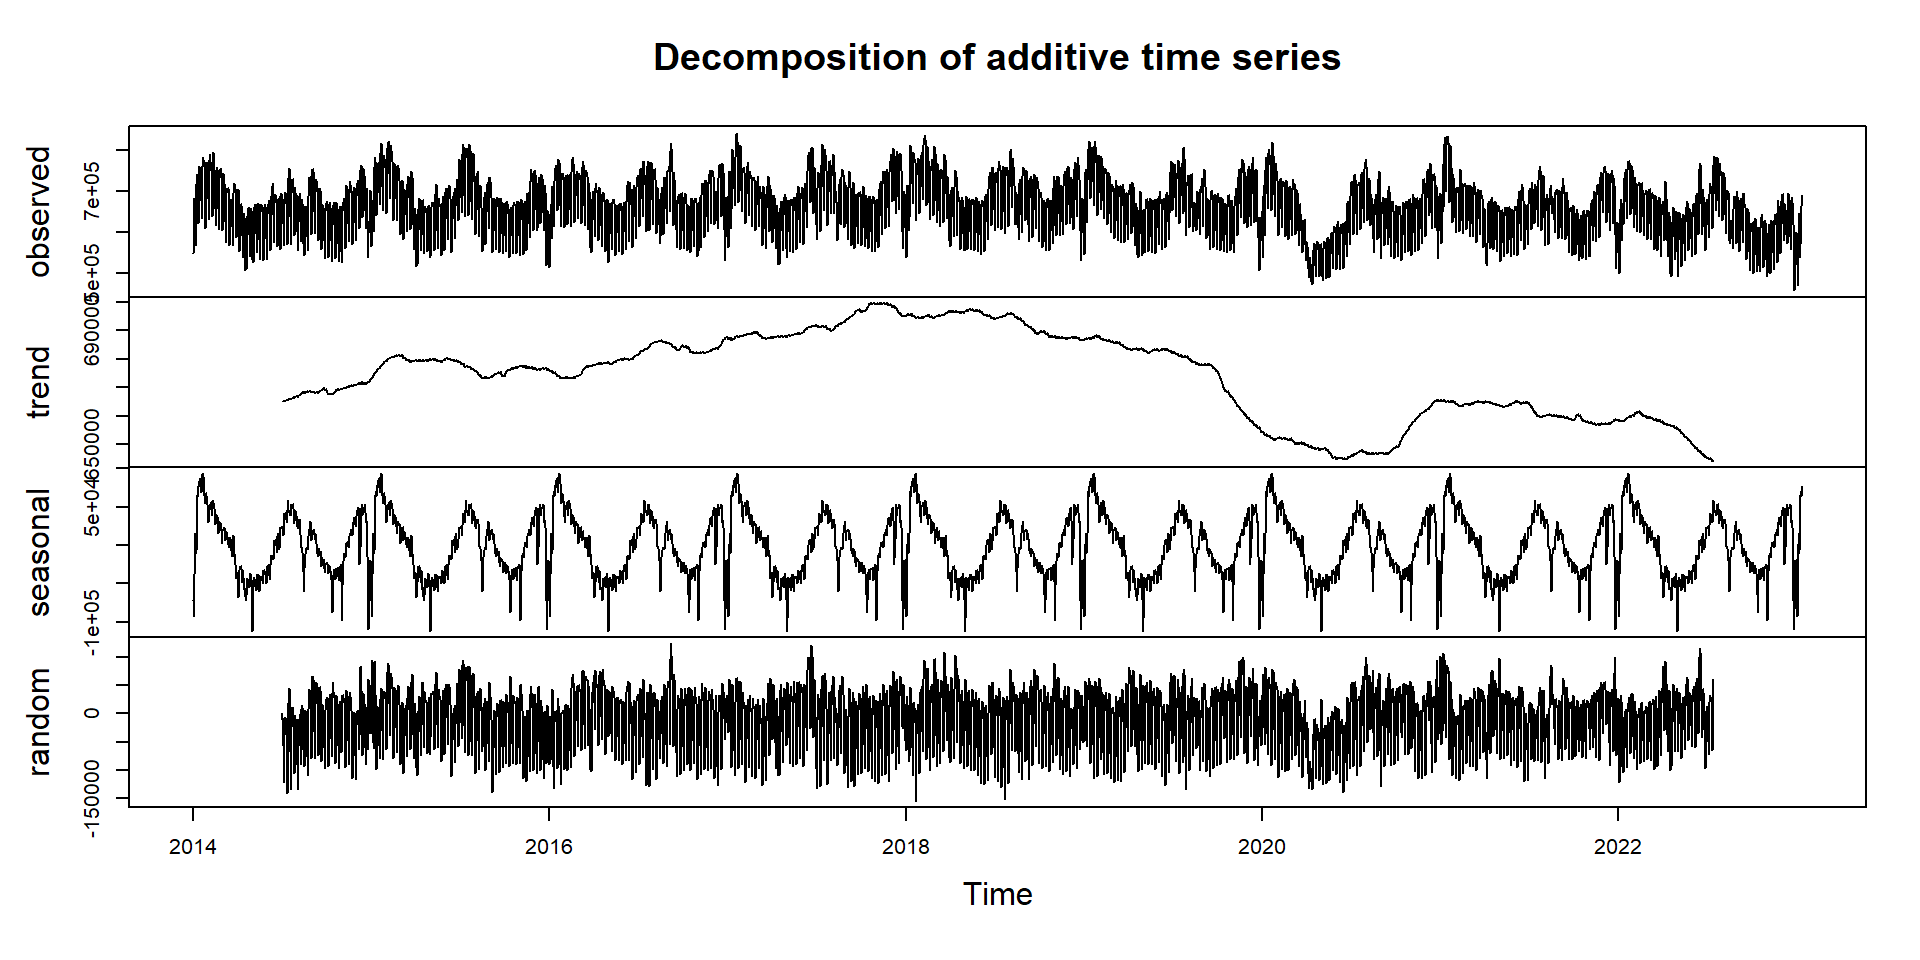 Decomposition of additive time series
observed
5e+05
7e+05
trend
650000
690000
seasonal
-1e+05
5e+04
random
-150000
0
2014
2016
2018
2020
2022
Time